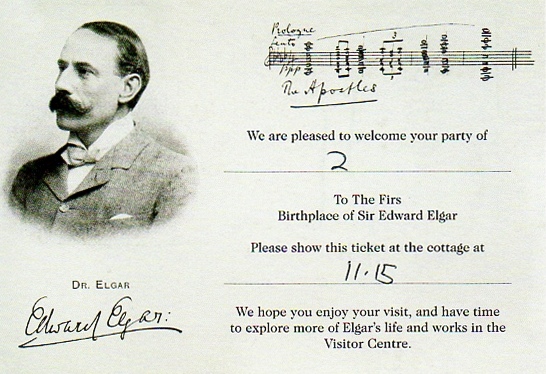 Prologue
Lento
ppp
3
The Apostles
We are pleased to welcome your party of
2
To The Firs
Birthplace of Sir Edward Elgar
Please show this ticket at the cottage at
11.15
DR. ELGAR
Edward Elgar:
We hope you enjoy your visit, and have time
to explore more of Elgar's life and works in the
Visitor Centre.